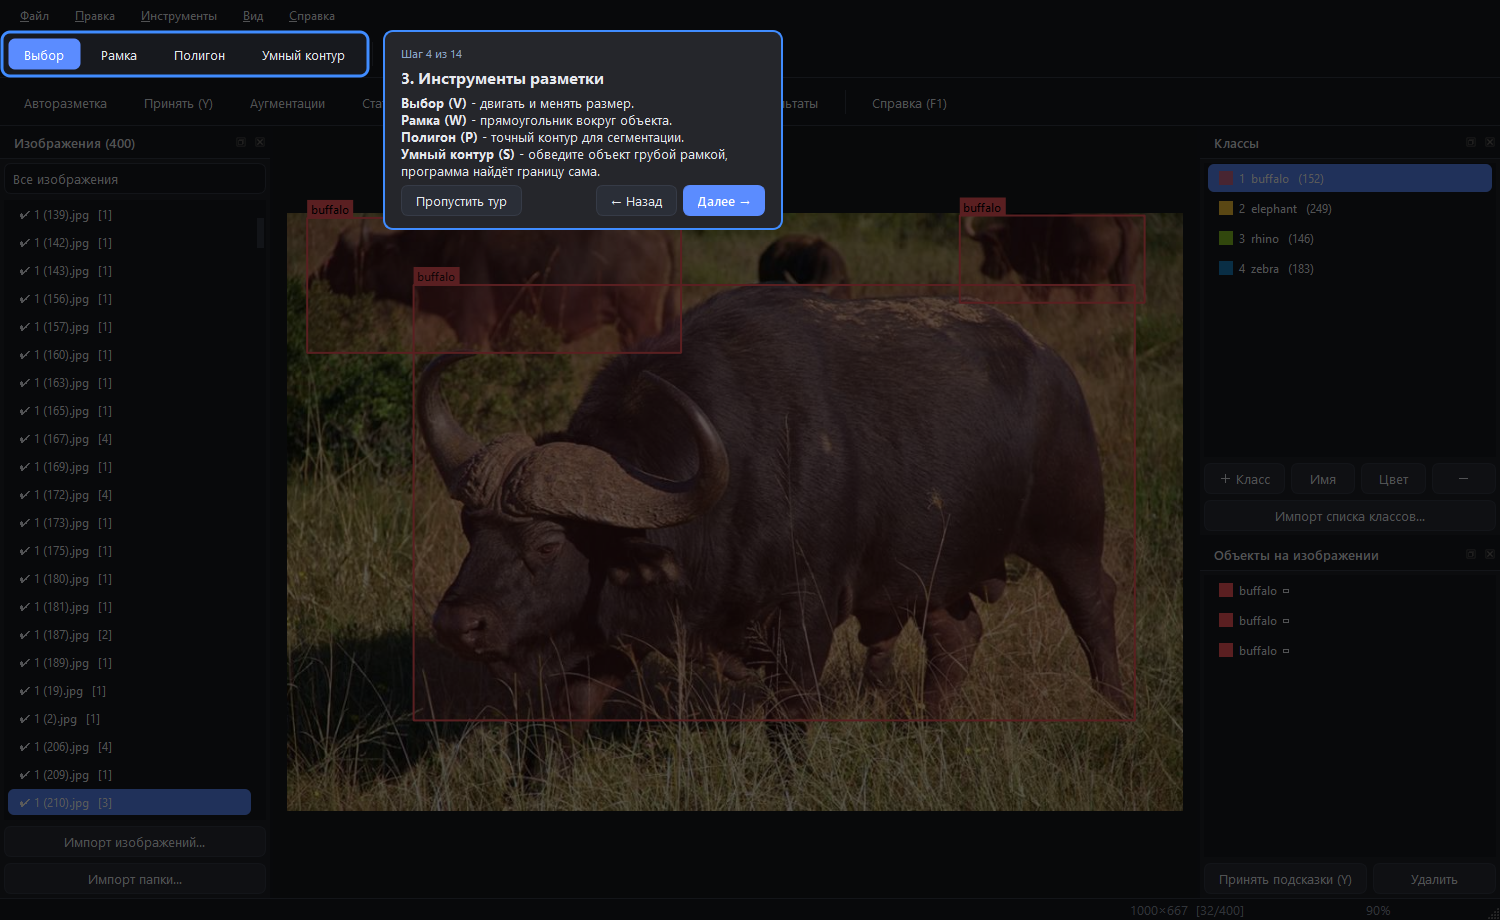 Файл Правка Инструменты Вид Справка
Выбор Рамка Полигон Умный контур
Авторазметка Принять (Y) Аугментации Справка (F1)
Шаг 4 из 14
3. Инструменты разметки
Выбор (V) - двигать и менять размер.
Рамка (W) - прямоугольник вокруг объекта.
Полигон (P) - точный контур для сегментации.
Умный контур (S) - обведите объект грубой рамкой,
программа найдёт границу сама.
Пропустить тур ← Назад Далее →
Изображения (400)
Все изображения
✔ 1 (139).jpg [1]
✔ 1 (142).jpg [1]
✔ 1 (143).jpg [1]
✔ 1 (156).jpg [1]
✔ 1 (157).jpg [1]
✔ 1 (160).jpg [1]
✔ 1 (163).jpg [1]
✔ 1 (165).jpg [1]
✔ 1 (167).jpg [4]
✔ 1 (169).jpg [1]
✔ 1 (172).jpg [4]
✔ 1 (173).jpg [1]
✔ 1 (175).jpg [1]
✔ 1 (180).jpg [1]
✔ 1 (181).jpg [1]
✔ 1 (187).jpg [2]
✔ 1 (189).jpg [1]
✔ 1 (19).jpg [1]
✔ 1 (2).jpg [1]
✔ 1 (206).jpg [4]
✔ 1 (209).jpg [1]
✔ 1 (210).jpg [3]
Импорт изображений...
Импорт папки...
buffalo
buffalo
buffalo
Классы
1 buffalo (152)
2 elephant (249)
3 rhino (146)
4 zebra (183)
+ Класс Имя Цвет −
Импорт списка классов...
Объекты на изображении
buffalo
buffalo
buffalo
Принять подсказки (Y) Удалить
1000×667 [32/400] 90%